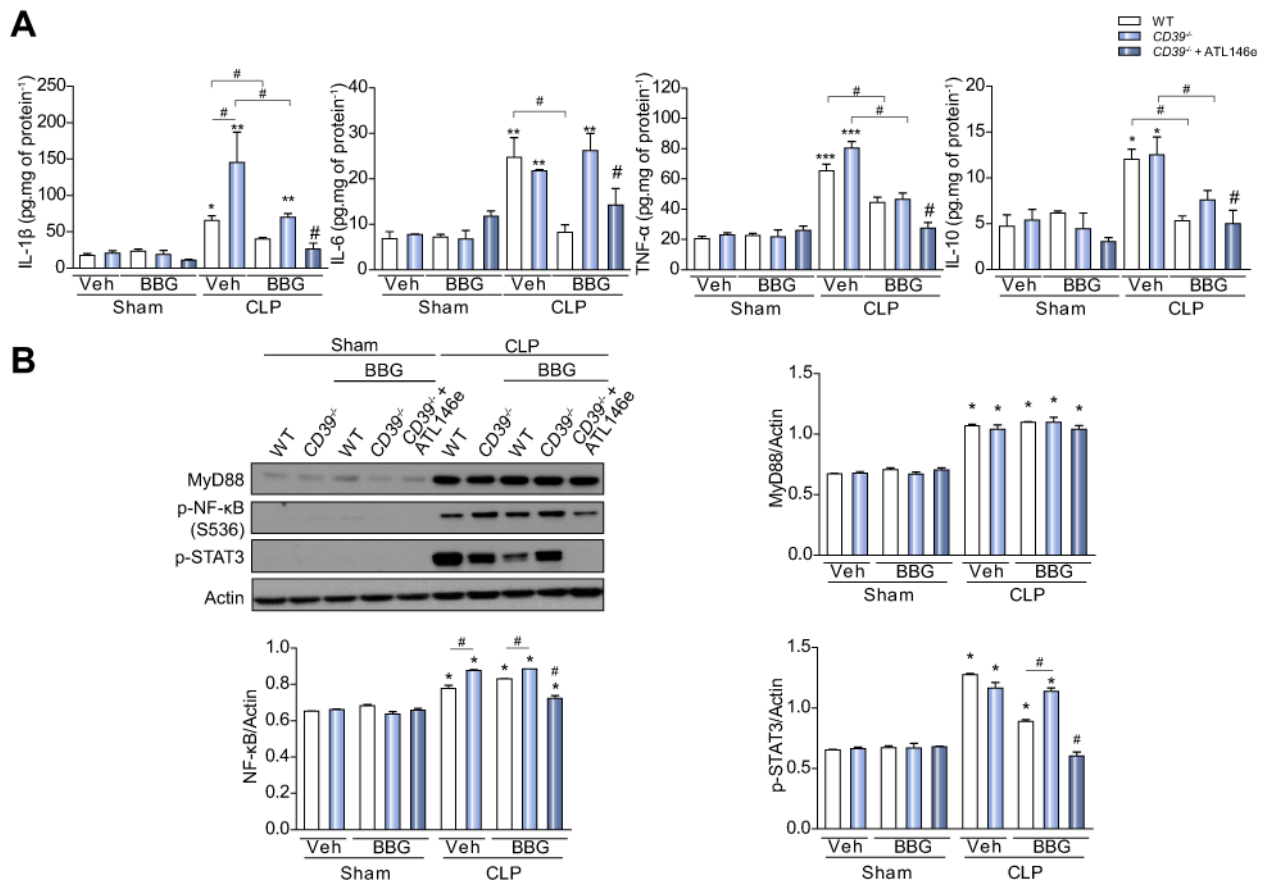 A
WT
CD39-/-
CD39-/- + ATL146e
IL-1β (pg.mg of protein-1)
250
200
150
100
50
0
*
**
**
#
#
#
#
Veh BBG Veh BBG
Sham CLP
IL-6 (pg.mg of protein-1)
40
30
20
10
0
**
**
**
#
#
Veh BBG Veh BBG
Sham CLP
TNF-α (pg.mg of protein-1)
120
100
80
60
40
20
0
***
***
#
#
#
Veh BBG Veh BBG
Sham CLP
IL-10 (pg.mg of protein-1)
20
15
10
5
0
*
*
#
#
#
Veh BBG Veh BBG
Sham CLP
B
Sham CLP
BBG BBG
WT CD39-/- WT CD39-/- CD39-/- + ATL146e WT CD39-/- WT CD39-/- CD39-/- + ATL146e
MyD88
p-NF-κB
(S536)
p-STAT3
Actin
MyD88/Actin
1.5
1.0
0.5
0.0
* * * * *
Veh BBG Veh BBG
Sham CLP
NF-κB/Actin
1.0
0.8
0.6
0.4
0.2
0.0
# #
* * * * # *
Veh BBG Veh BBG
Sham CLP
p-STAT3/Actin
1.5
1.0
0.5
0.0
* * # * * #
Veh BBG Veh BBG
Sham CLP